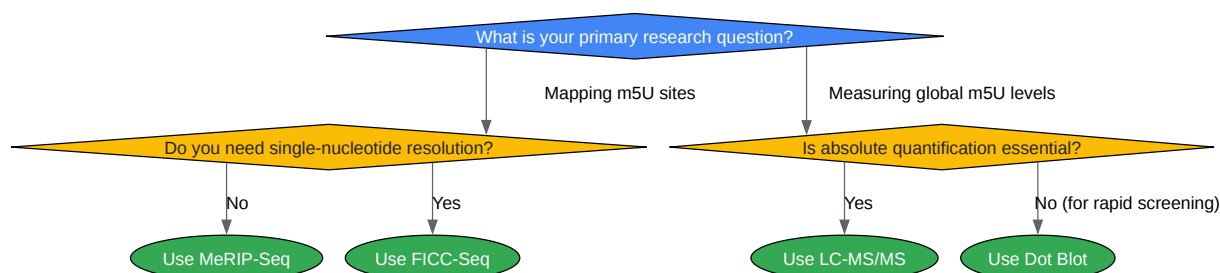 What is your primary research question?
Mapping m5U sites
Measuring global m5U levels
Do you need single-nucleotide resolution?
Is absolute quantification essential?
No
Yes
Yes
No (for rapid screening)
Use MeRIP-Seq
Use FICC-Seq
Use LC-MS/MS
Use Dot Blot